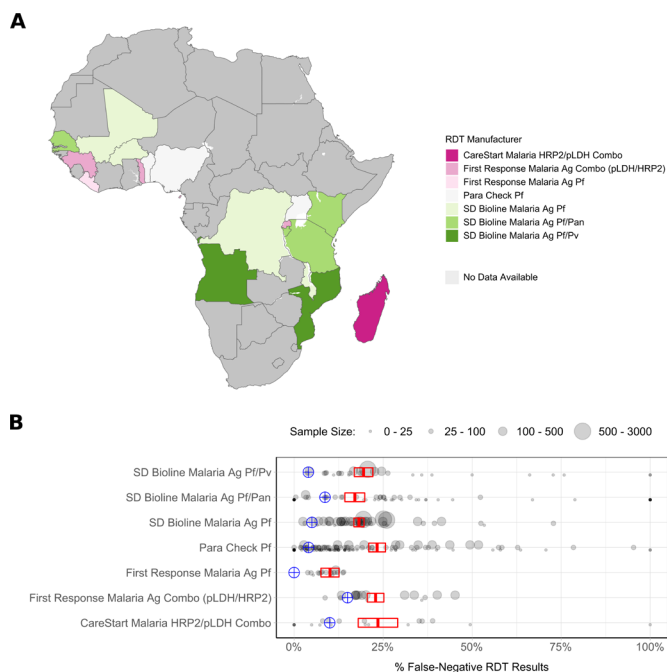 A
RDT Manufacturer
CareStart Malaria HRP2/pLDH Combo
First Response Malaria Ag Combo (pLDH/HRP2)
First Response Malaria Ag Pf
Para Check Pf
SD Bioline Malaria Ag Pf
SD Bioline Malaria Ag Pf/Pan
SD Bioline Malaria Ag Pf/Pv
No Data Available
B
Sample Size: 0 - 25 25 - 100 100 - 500 500 - 3000
SD Bioline Malaria Ag Pf/Pv
SD Bioline Malaria Ag Pf/Pan
SD Bioline Malaria Ag Pf
Para Check Pf
First Response Malaria Ag Pf
First Response Malaria Ag Combo (pLDH/HRP2)
CareStart Malaria HRP2/pLDH Combo
0% 25% 50% 75% 100%
% False-Negative RDT Results